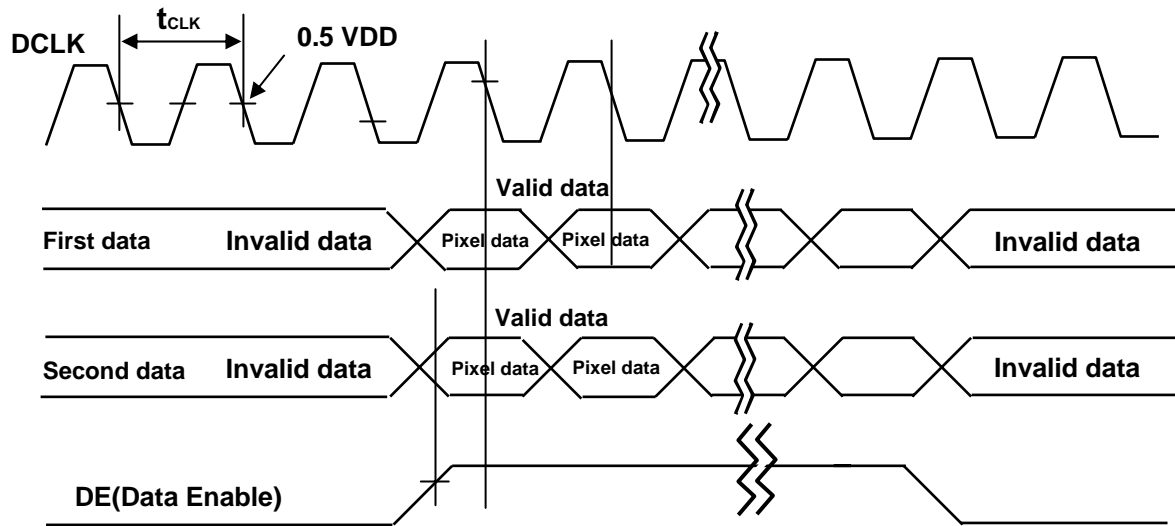 tCLK
DCLK
0.5 VDD
Valid data
First data Invalid data Pixel data Pixel data Invalid data
Valid data
Second data Invalid data Pixel data Pixel data Invalid data
DE(Data Enable)